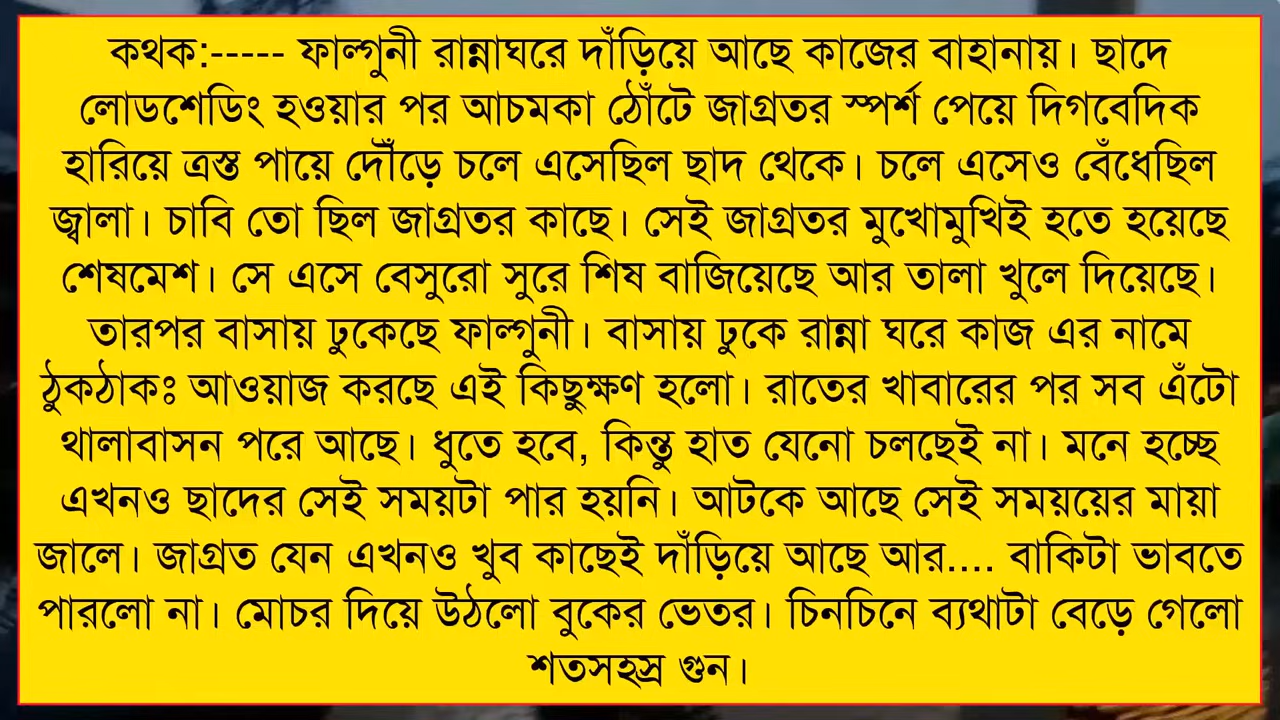 কথক:----- ফাল্গুনী রান্নাঘরে দাঁড়িয়ে আছে কাজের বাহানায়। ছাদে
লোডশেডিং হওয়ার পর আচমকা ঠোঁটে জাগ্রতর স্পর্শ পেয়ে দিগবেদিক
হারিয়ে ত্রস্ত পায়ে দৌঁড়ে চলে এসেছিল ছাদ থেকে। চলে এসেও বেঁধেছিল
জ্বালা। চাবি তো ছিল জাগ্রতর কাছে। সেই জাগ্রতর মুখোমুখিই হতে হয়েছে
শেষমেশ। সে এসে বেসুরো সুরে শিষ বাজিয়েছে আর তালা খুলে দিয়েছে।
তারপর বাসায় ঢুকেছে ফাল্গুনী। বাসায় ঢুকে রান্না ঘরে কাজ এর নামে
ঠুকঠাকঃ আওয়াজ করছে এই কিছুক্ষণ হলো। রাতের খাবারের পর সব এঁটো
থালাবাসন পরে আছে। ধুতে হবে, কিন্তু হাত যেনো চলছেই না। মনে হচ্ছে
এখনও ছাদের সেই সময়টা পার হয়নি। আটকে আছে সেই সময়য়ের মায়া
জালে। জাগ্রত যেন এখনও খুব কাছেই দাঁড়িয়ে আছে আর.... বাকিটা ভাবতে
পারলো না। মোচর দিয়ে উঠলো বুকের ভেতর। চিনচিনে ব্যথাটা বেড়ে গেলো
শতসহস্র গুন।